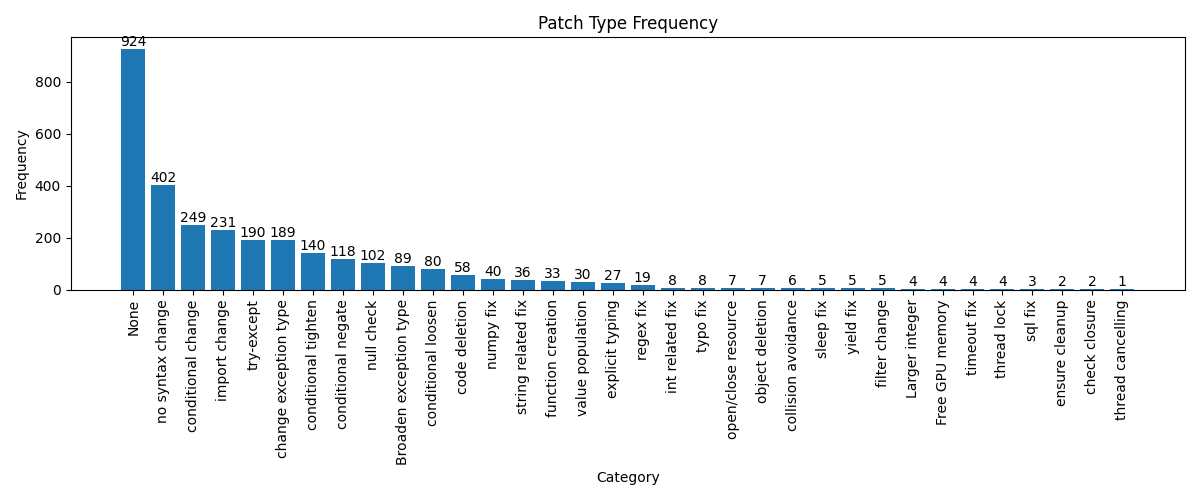 Patch Type Frequency
Frequency
800
600
400
200
0
924
402
249
231
190
189
140
118
102
89
80
58
40
36
33
30
27
19
8
8
7
7
6
5
5
5
4
4
4
4
3
2
2
1
None
no syntax change
conditional change
import change
try-except
change exception type
conditional tighten
conditional negate
null check
Broaden exception type
conditional loosen
code deletion
numpy fix
string related fix
function creation
value population
explicit typing
regex fix
int related fix
typo fix
open/close resource
object deletion
collision avoidance
sleep fix
yield fix
filter change
Larger integer
Free GPU memory
timeout fix
thread lock
sql fix
ensure cleanup
check closure
thread cancelling
Category